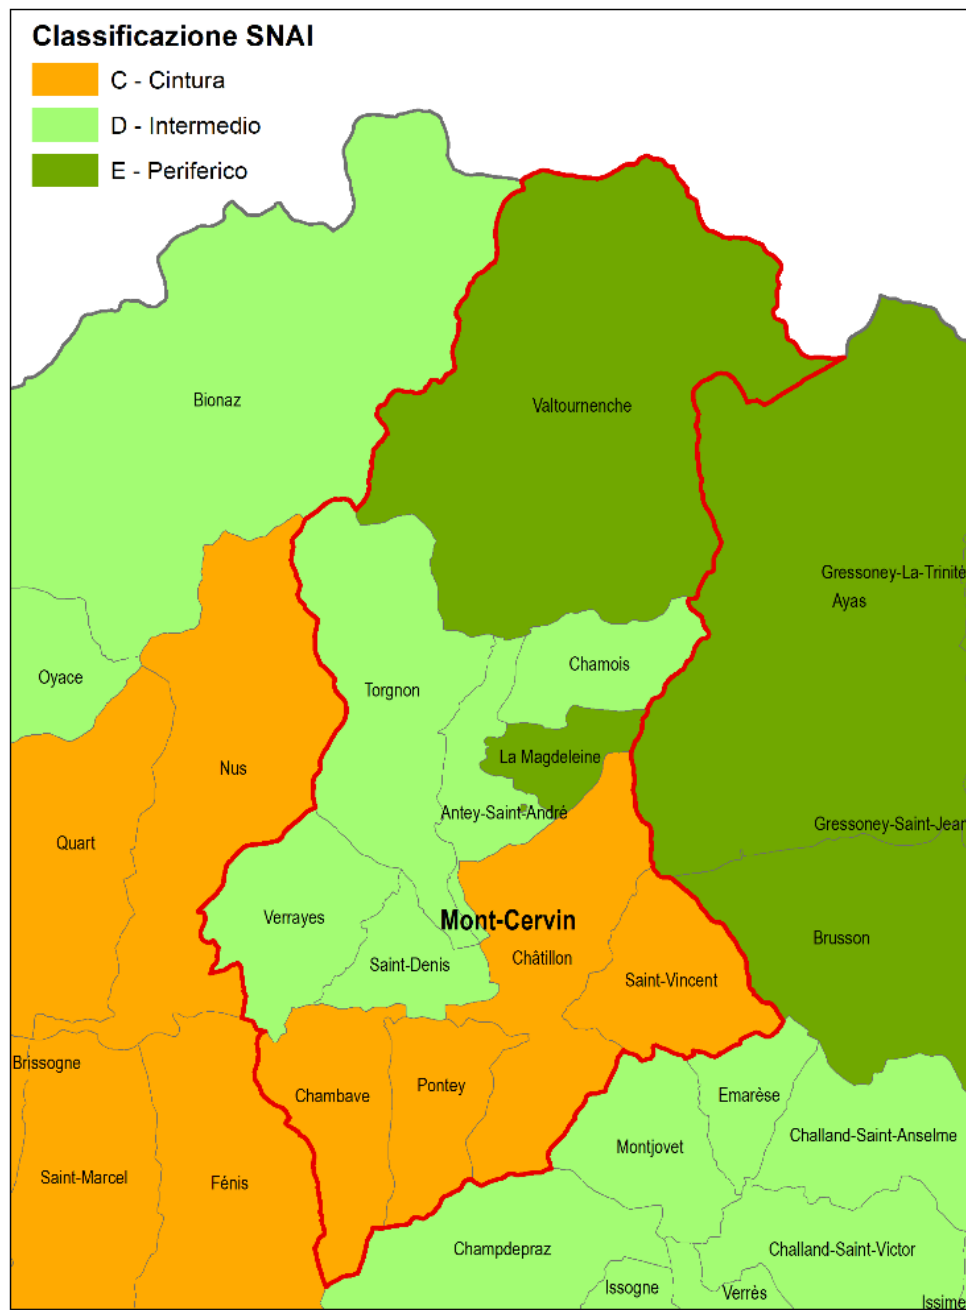 Classificazione SNAI
C - Cintura
D - Intermedio
E - Periferico
Bionaz
Valtournenche
Gressoney-La-Trinité
Ayas
Chamois
Oyace
Torgnon
La Magdeleine
Nus
Antey-Saint-André
Gressoney-Saint-Jean
Quart
Verrayes
Mont-Cervin
Brusson
Châtillon
Saint-Denis
Saint-Vincent
Brissogne
Pontey
Chambave
Emarèse
Challand-Saint-Anselme
Montjovet
Saint-Marcel
Fénis
Champdepraz
Challand-Saint-Victor
Issogne
Verrès
Issime